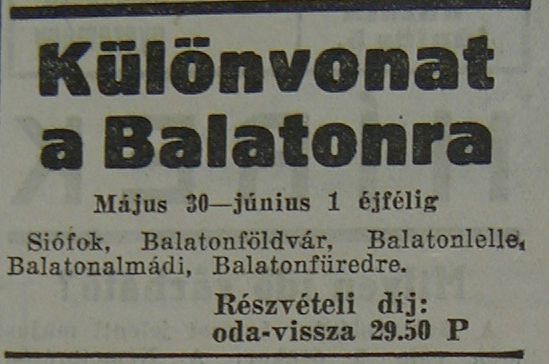 Különvonat
a Balatonra
Május 30—június 1 éjfélig
Siófok, Balatonföldvár, Balatonlelle,
Balatonalmádi, Balatonfüredre.
Részvételi díj:
oda-vissza 29.50 P